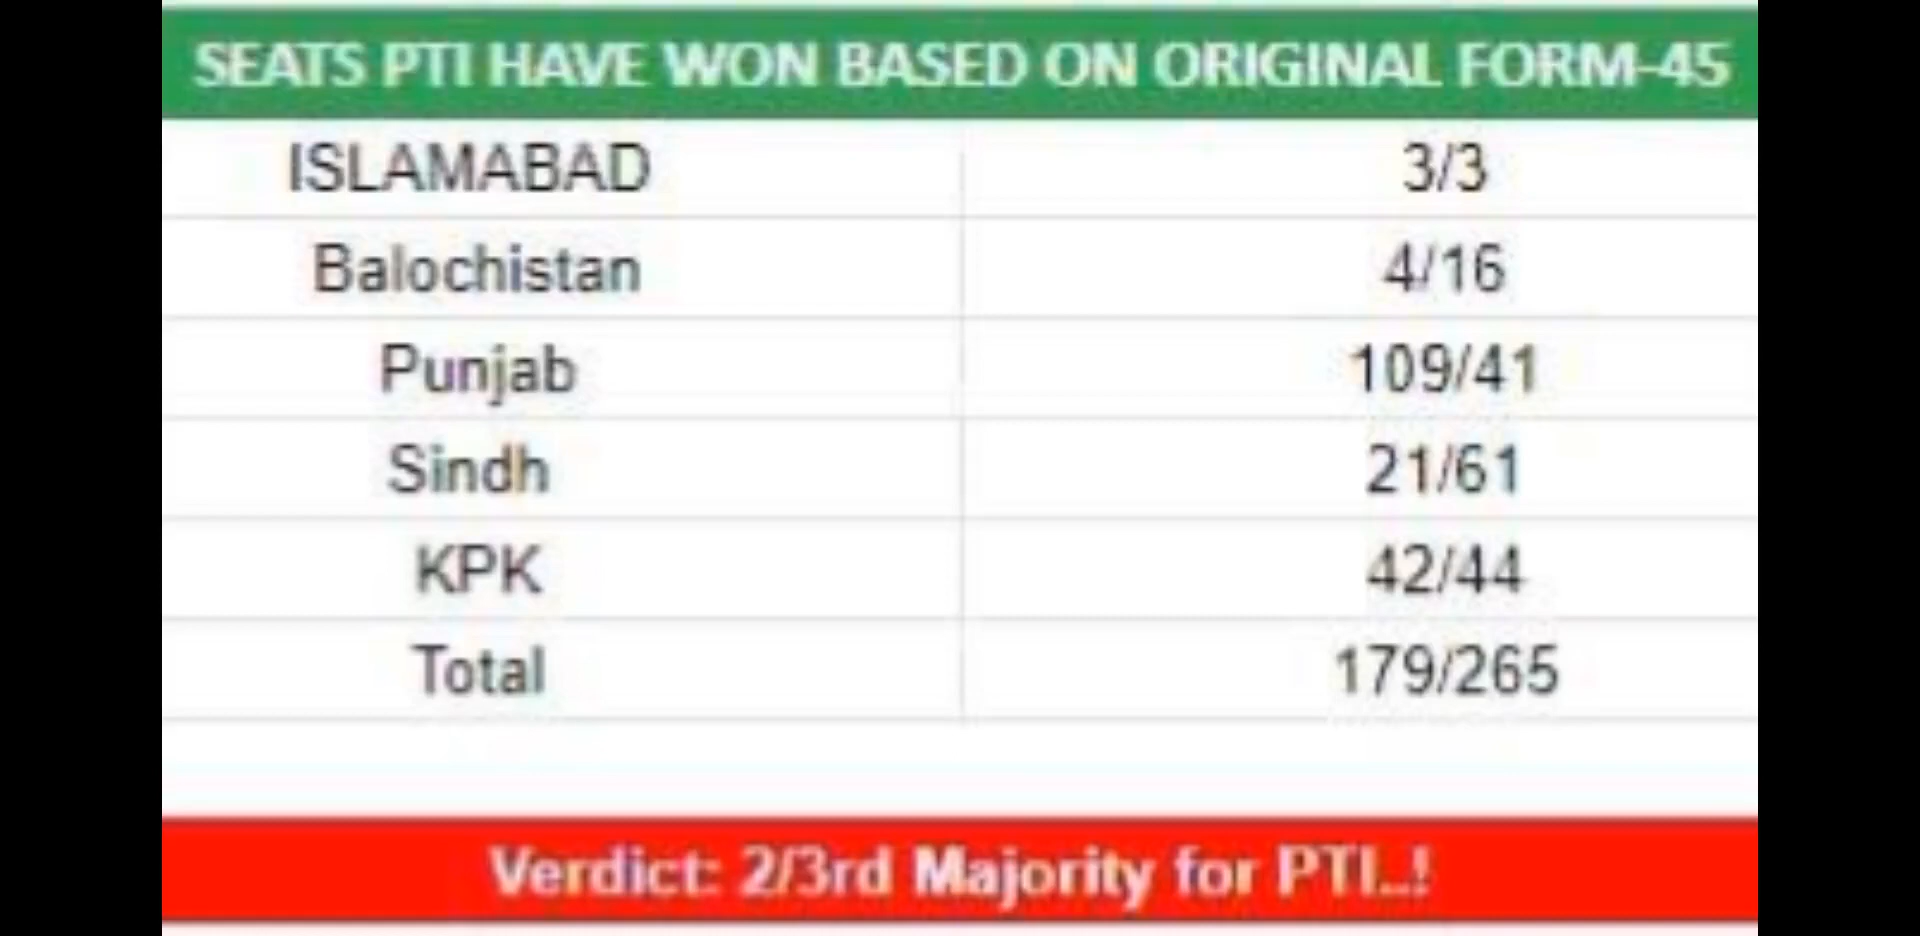 SEATS PTI HAVE WON BASED ON ORIGINAL FORM-45
ISLAMABAD 3/3
Balochistan 4/16
Punjab 109/41
Sindh 21/61
KPK 42/44
Total 179/265
Verdict: 2/3rd Majority for PTI..!